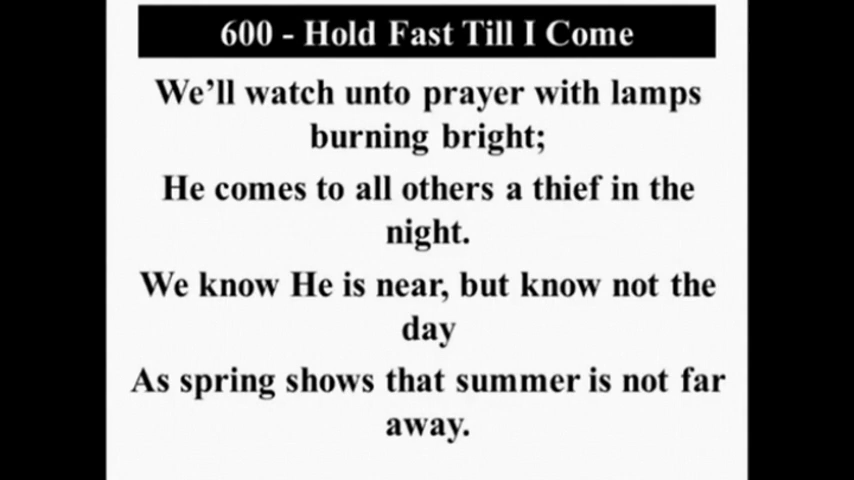 600 - Hold Fast Till I Come
We'll watch unto prayer with lamps
burning bright;
He comes to all others a thief in the
night.
We know He is near, but know not the
day
As spring shows that summer is not far
away.